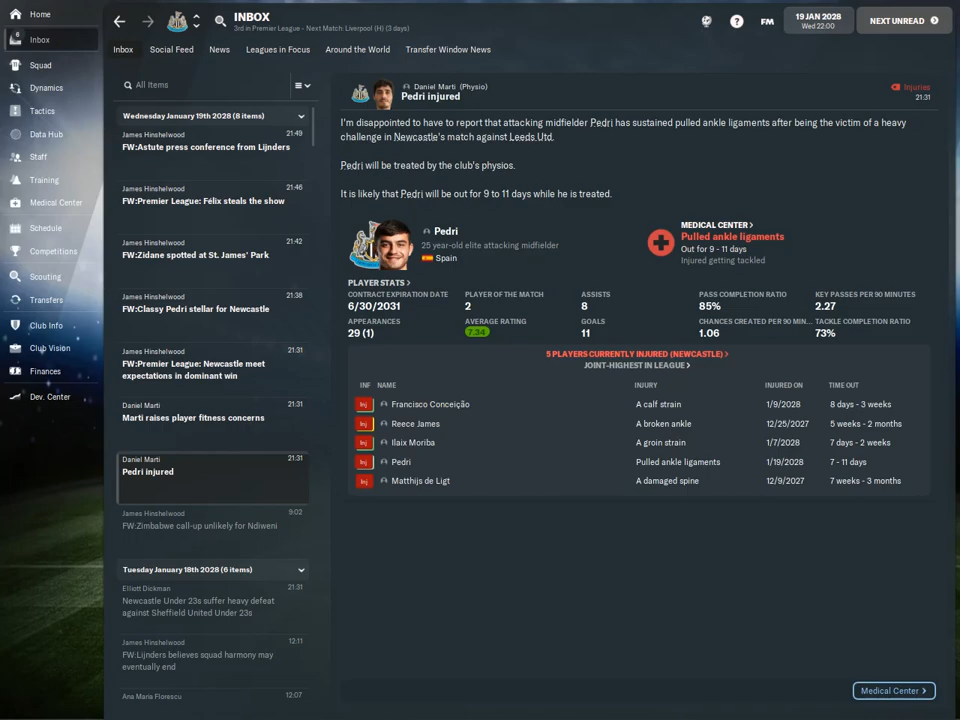 Home
6
Inbox
Squad
Dynamics
Tactics
Data Hub
Staff
Training
Medical Center
Schedule
Competitions
Scouting
Transfers
Club Info
Club Vision
Finances
Dev. Center
INBOX
3rd in Premier League - Next Match: Liverpool (H) (3 days)
?
FM
19 JAN 2028
Wed 22:00
NEXT UNREAD
Inbox
Social Feed
News
Leagues in Focus
Around the World
Transfer Window News
All Items
Wednesday January 19th 2028 (8 items)
James Hinshelwood 21:49
FW:Astute press conference from Lijnders
James Hinshelwood 21:46
FW:Premier League: Félix steals the show
James Hinshelwood 21:42
FW:Zidane spotted at St. James' Park
James Hinshelwood 21:38
FW:Classy Pedri stellar for Newcastle
James Hinshelwood 21:31
FW:Premier League: Newcastle meet
expectations in dominant win
Daniel Marti 21:31
Marti raises player fitness concerns
Daniel Marti 21:31
Pedri injured
James Hinshelwood 9:02
FW:Zimbabwe call-up unlikely for Ndiweni
Tuesday January 18th 2028 (6 items)
Elliott Dickman 21:31
Newcastle Under 23s suffer heavy defeat
against Sheffield United Under 23s
James Hinshelwood 12:11
FW:Lijnders believes squad harmony may
eventually end
Ana Maria Florescu 12:07
Daniel Marti (Physio)
Pedri injured
Injuries
21:31
I'm disappointed to have to report that attacking midfielder Pedri has sustained pulled ankle ligaments after being the victim of a heavy
challenge in Newcastle's match against Leeds Utd.
Pedri will be treated by the club's physios.
It is likely that Pedri will be out for 9 to 11 days while he is treated.
Pedri
25 year-old elite attacking midfielder
Spain
MEDICAL CENTER
Pulled ankle ligaments
Out for 9 - 11 days
Injured getting tackled
PLAYER STATS
CONTRACT EXPIRATION DATE PLAYER OF THE MATCH ASSISTS PASS COMPLETION RATIO KEY PASSES PER 90 MINUTES
6/30/2031 2 8 85% 2.27
APPEARANCES AVERAGE RATING GOALS CHANCES CREATED PER 90 MIN... TACKLE COMPLETION RATIO
29 (1) 7.34 11 1.06 73%
5 PLAYERS CURRENTLY INJURED (NEWCASTLE)
JOINT-HIGHEST IN LEAGUE
INF NAME INJURY INJURED ON TIME OUT
Inj Francisco Conceição A calf strain 1/9/2028 8 days - 3 weeks
Inj Reece James A broken ankle 12/25/2027 5 weeks - 2 months
Inj Ilaix Moriba A groin strain 1/7/2028 7 days - 2 weeks
Inj Pedri Pulled ankle ligaments 1/19/2028 7 - 11 days
Inj Matthijs de Ligt A damaged spine 12/9/2027 7 weeks - 3 months
Medical Center